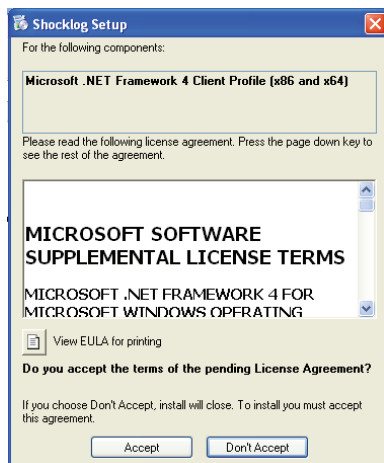 Shocklog Setup
For the following components:
Microsoft .NET Framework 4 Client Profile (x86 and x64)
Please read the following license agreement. Press the page down key to
see the rest of the agreement.
MICROSOFT SOFTWARE
SUPPLEMENTAL LICENSE TERMS
MICROSOFT .NET FRAMEWORK 4 FOR
MICROSOFT WINDOWS OPERATING
View EULA for printing
Do you accept the terms of the pending License Agreement?
If you choose Don't Accept, install will close. To install you must accept
this agreement.
Accept
Don't Accept